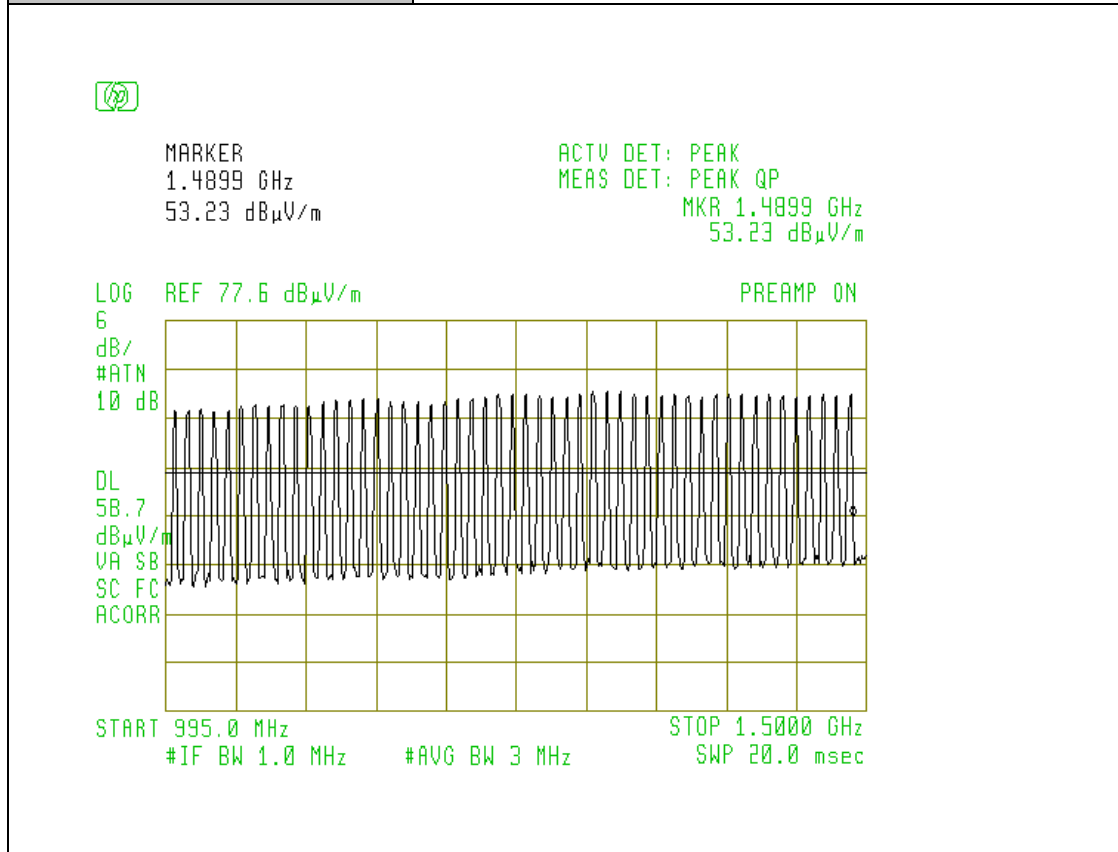 hp
MARKER
1.4899 GHz
53.23 dBµV/m
ACTV DET: PEAK
MEAS DET: PEAK QP
MKR 1.4899 GHz
53.23 dBµV/m
LOG REF 77.6 dBµV/m
PREAMP ON
6
dB/
#ATN
10 dB
DL
58.7
dBµV/m
VA SB
SC FC
ACORR
START 995.0 MHz
STOP 1.5000 GHz
#IF BW 1.0 MHz #AVG BW 3 MHz SWP 20.0 msec